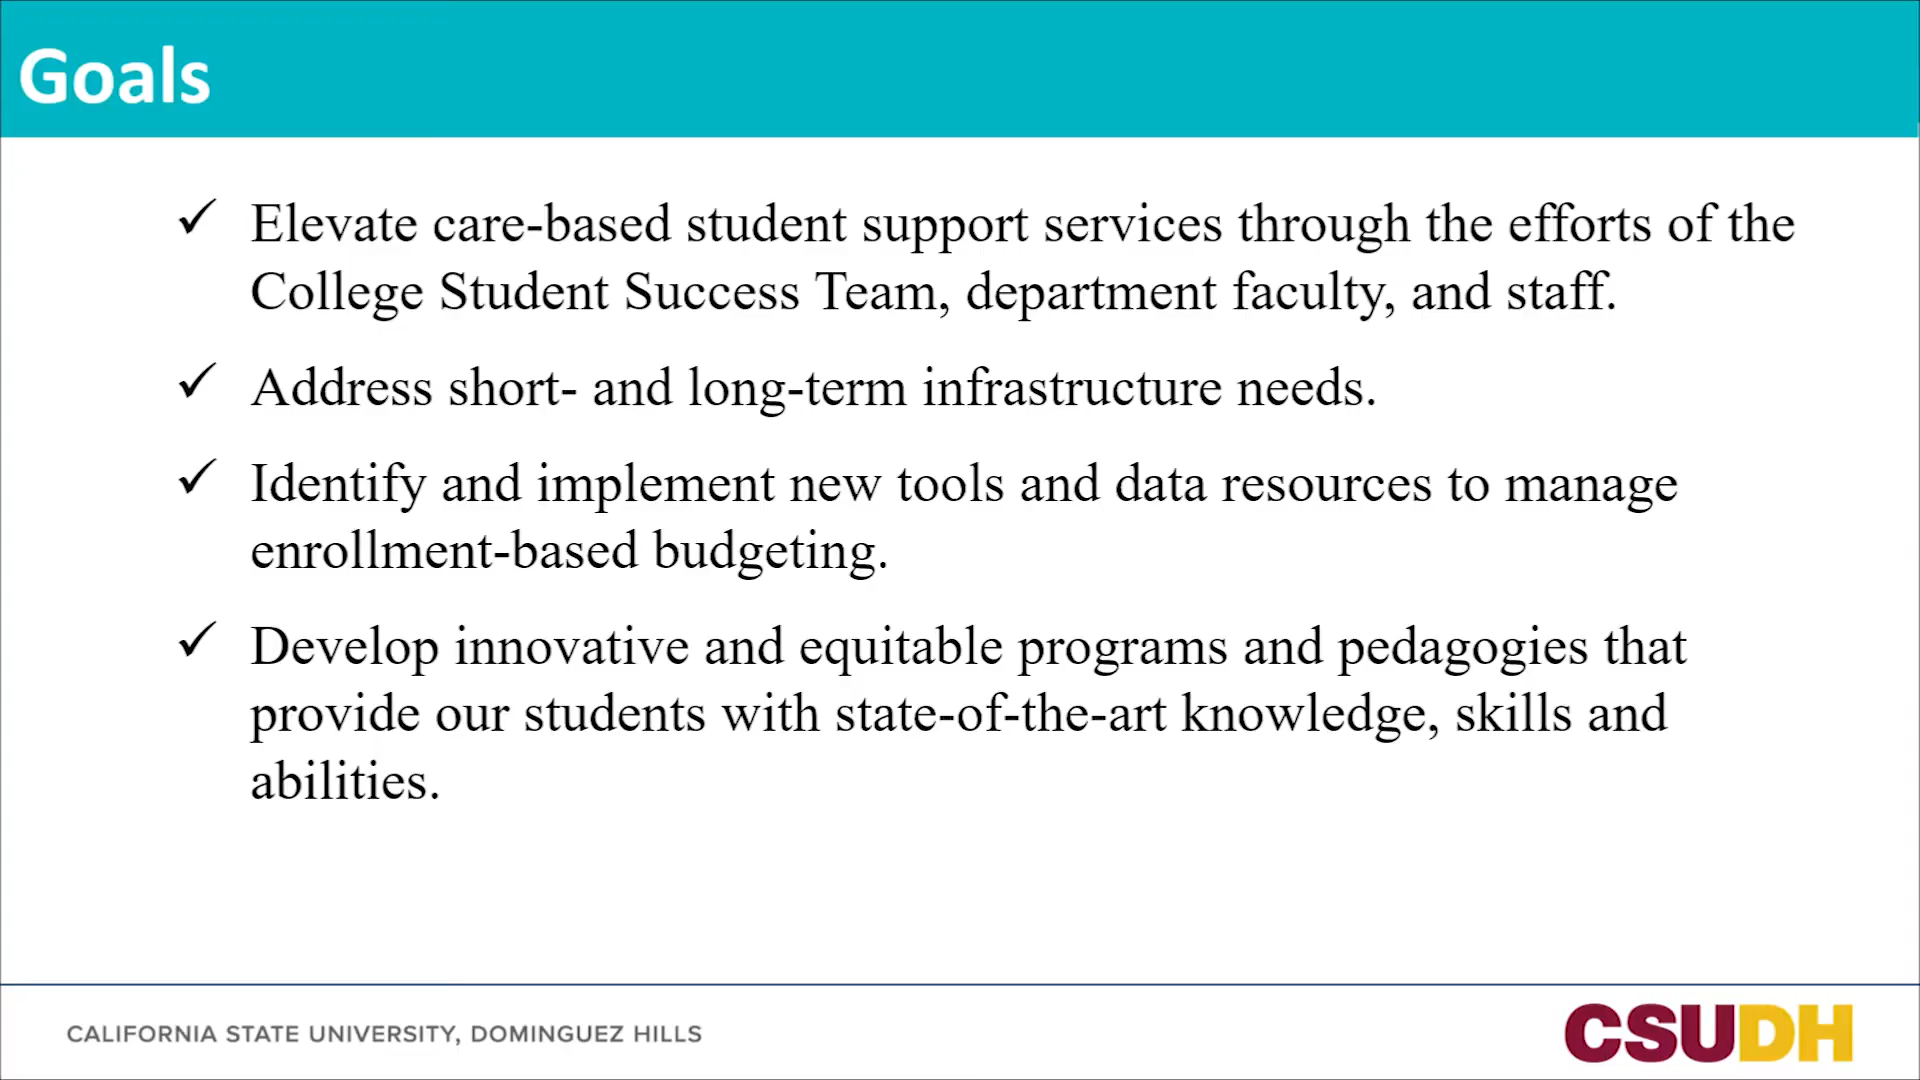 Goals
✓ Elevate care-based student support services through the efforts of the
College Student Success Team, department faculty, and staff.
✓ Address short- and long-term infrastructure needs.
✓ Identify and implement new tools and data resources to manage
enrollment-based budgeting.
✓ Develop innovative and equitable programs and pedagogies that
provide our students with state-of-the-art knowledge, skills and
abilities.
CALIFORNIA STATE UNIVERSITY, DOMINGUEZ HILLS
CSUDH